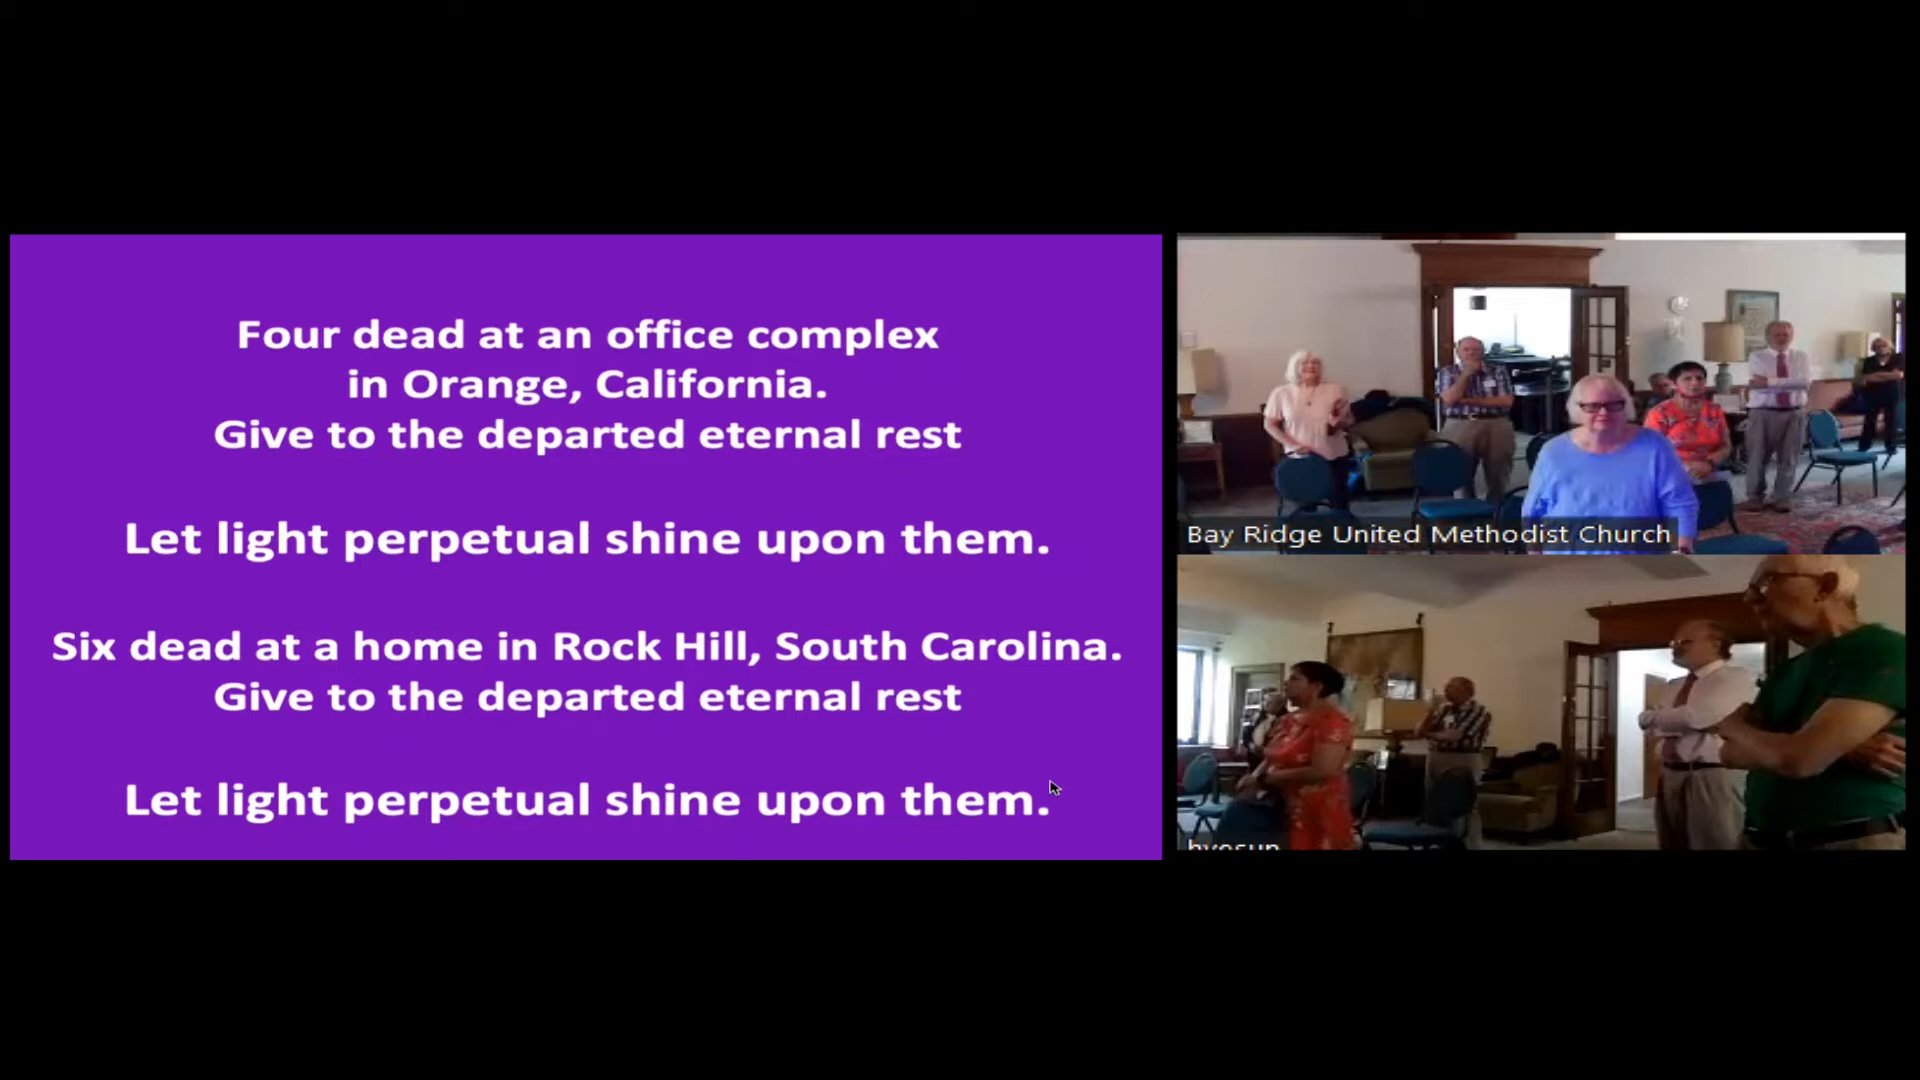 Four dead at an office complex
in Orange, California.
Give to the departed eternal rest
Let light perpetual shine upon them.
Six dead at a home in Rock Hill, South Carolina.
Give to the departed eternal rest
Let light perpetual shine upon them.
Bay Ridge United Methodist Church
hyosun